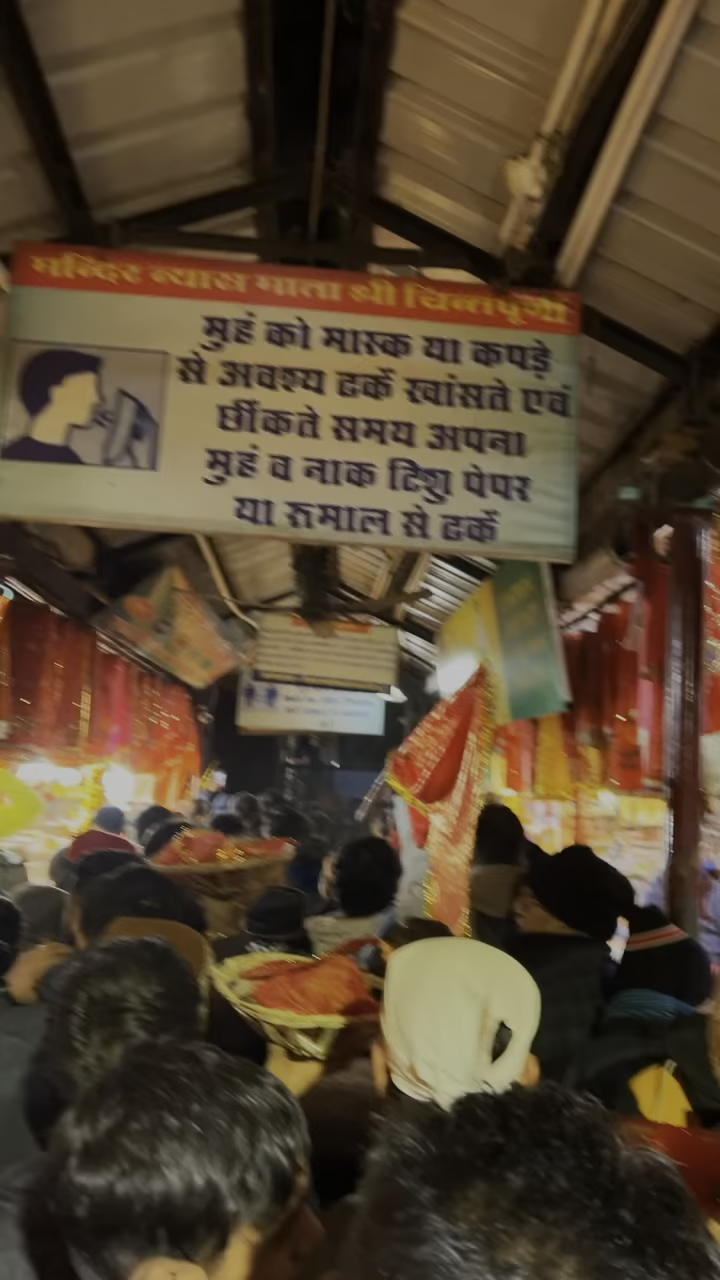 मन्दिर न्यास माता श्री चिन्तपूर्णी
मुहं को मास्क या कपड़े
से अवश्य ढकें खांसते एवं
छींकते समय अपना
मुहं व नाक टिशु पेपर
या रूमाल से ढकें